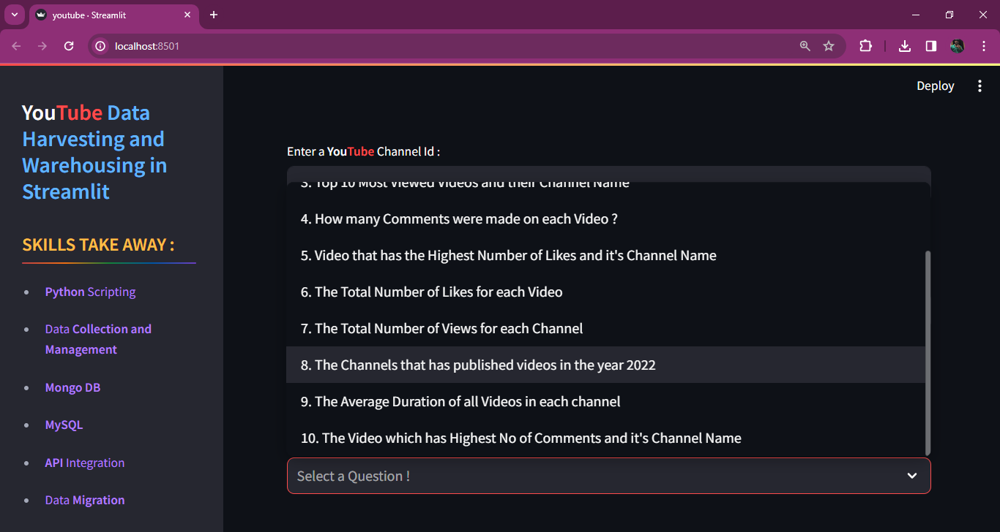 youtube · Streamlit
localhost:8501
Deploy
YouTube Data
Harvesting and
Warehousing in
Streamlit
SKILLS TAKE AWAY :
Python Scripting
Data Collection and
Management
Mongo DB
MySQL
API Integration
Data Migration
Enter a YouTube Channel Id :
3. Top 10 Most Viewed Videos and their Channel Name
4. How many Comments were made on each Video ?
5. Video that has the Highest Number of Likes and it's Channel Name
6. The Total Number of Likes for each Video
7. The Total Number of Views for each Channel
8. The Channels that has published videos in the year 2022
9. The Average Duration of all Videos in each channel
10. The Video which has Highest No of Comments and it's Channel Name
Select a Question !